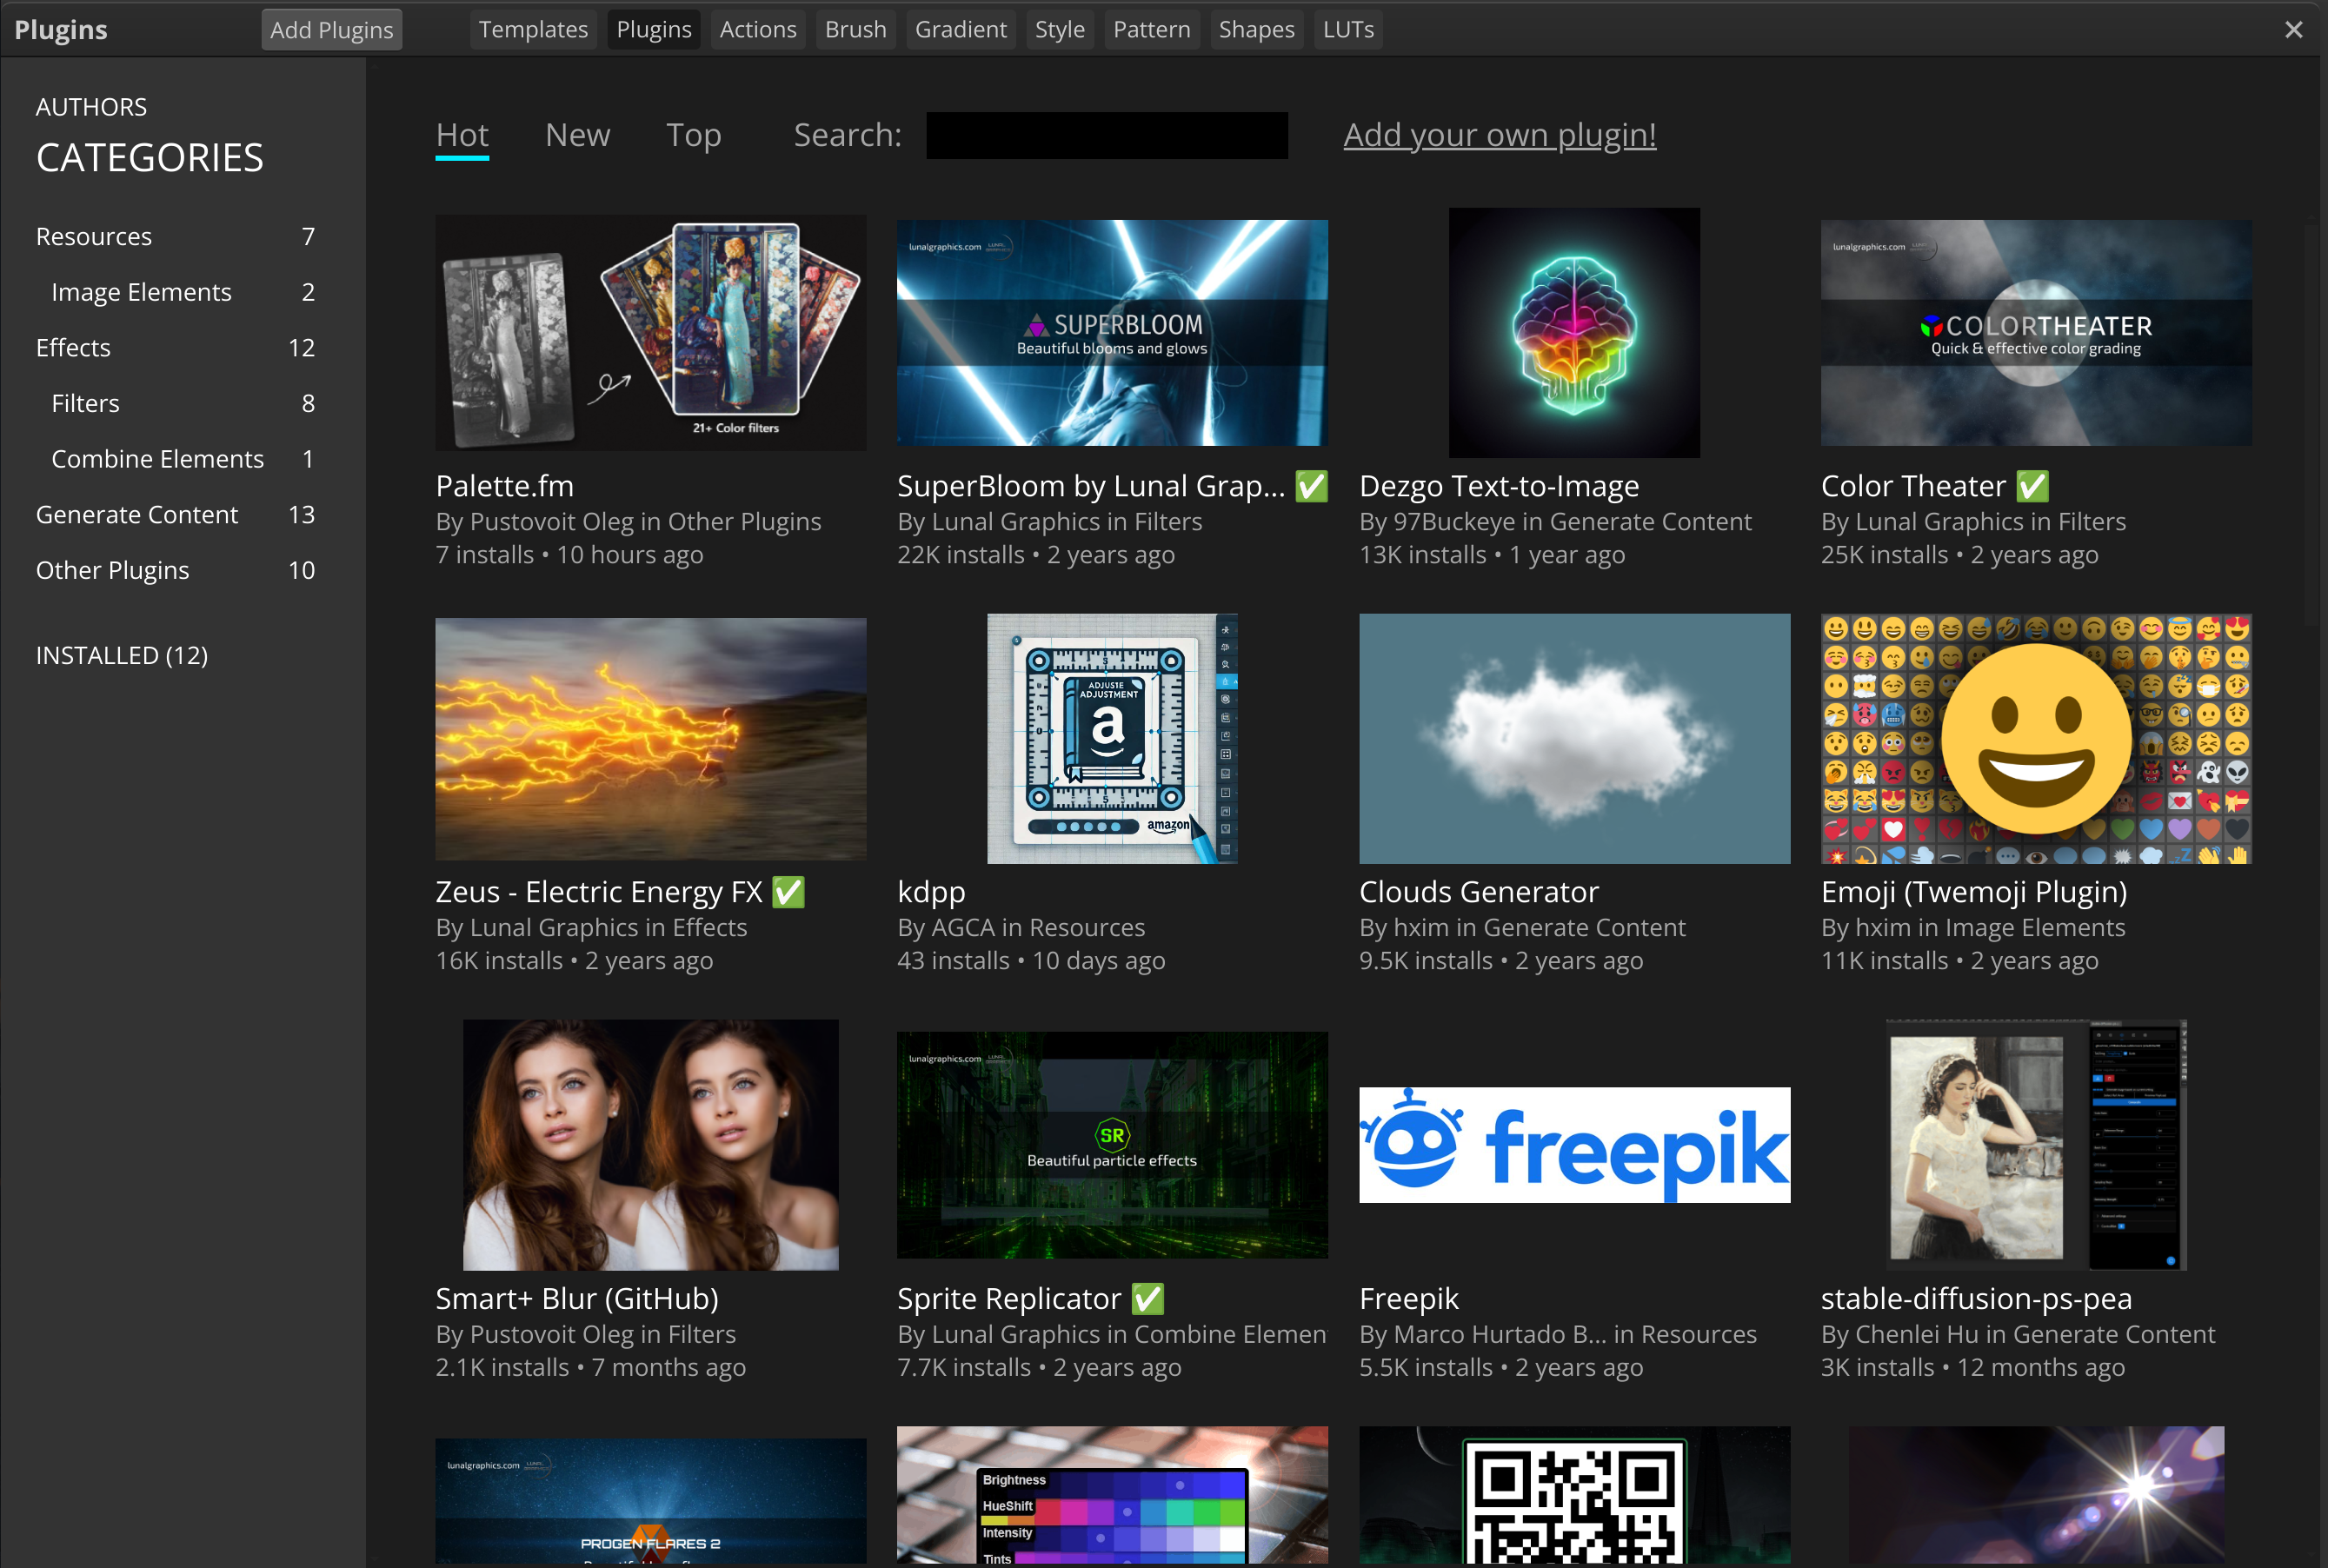 Plugins
Add Plugins
Templates
Plugins
Actions
Brush
Gradient
Style
Pattern
Shapes
LUTs
AUTHORS
CATEGORIES
Resources 7
Image Elements 2
Effects 12
Filters 8
Combine Elements 1
Generate Content 13
Other Plugins 10
INSTALLED (12)
Hot
New
Top
Search:
Add your own plugin!
21+ Color filters
Palette.fm
By Pustovoit Oleg in Other Plugins
7 installs • 10 hours ago
lunalgraphics.com
SUPERBLOOM
Beautiful blooms and glows
SuperBloom by Lunal Grap... ✅
By Lunal Graphics in Filters
22K installs • 2 years ago
Dezgo Text-to-Image
By 97Buckeye in Generate Content
13K installs • 1 year ago
lunalgraphics.com
COLORTHEATER
Quick & effective color grading
Color Theater ✅
By Lunal Graphics in Filters
25K installs • 2 years ago
Zeus - Electric Energy FX ✅
By Lunal Graphics in Effects
16K installs • 2 years ago
ADJUSTE
ADJUSTMENT
a
amazon
kdpp
By AGCA in Resources
43 installs • 10 days ago
Clouds Generator
By hxim in Generate Content
9.5K installs • 2 years ago
Emoji (Twemoji Plugin)
By hxim in Image Elements
11K installs • 2 years ago
Smart+ Blur (GitHub)
By Pustovoit Oleg in Filters
2.1K installs • 7 months ago
lunalgraphics.com
SR
Beautiful particle effects
Sprite Replicator ✅
By Lunal Graphics in Combine Elemen
7.7K installs • 2 years ago
freepik
Freepik
By Marco Hurtado B... in Resources
5.5K installs • 2 years ago
stable-diffusion-ps-pea
By Chenlei Hu in Generate Content
3K installs • 12 months ago
lunalgraphics.com
PROGEN FLARES 2
Brightness
HueShift
Intensity
Tints